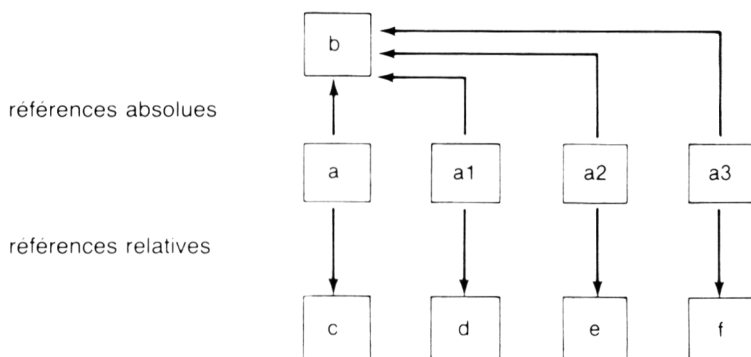 b
références absolues
a a1 a2 a3
références relatives
c d e f